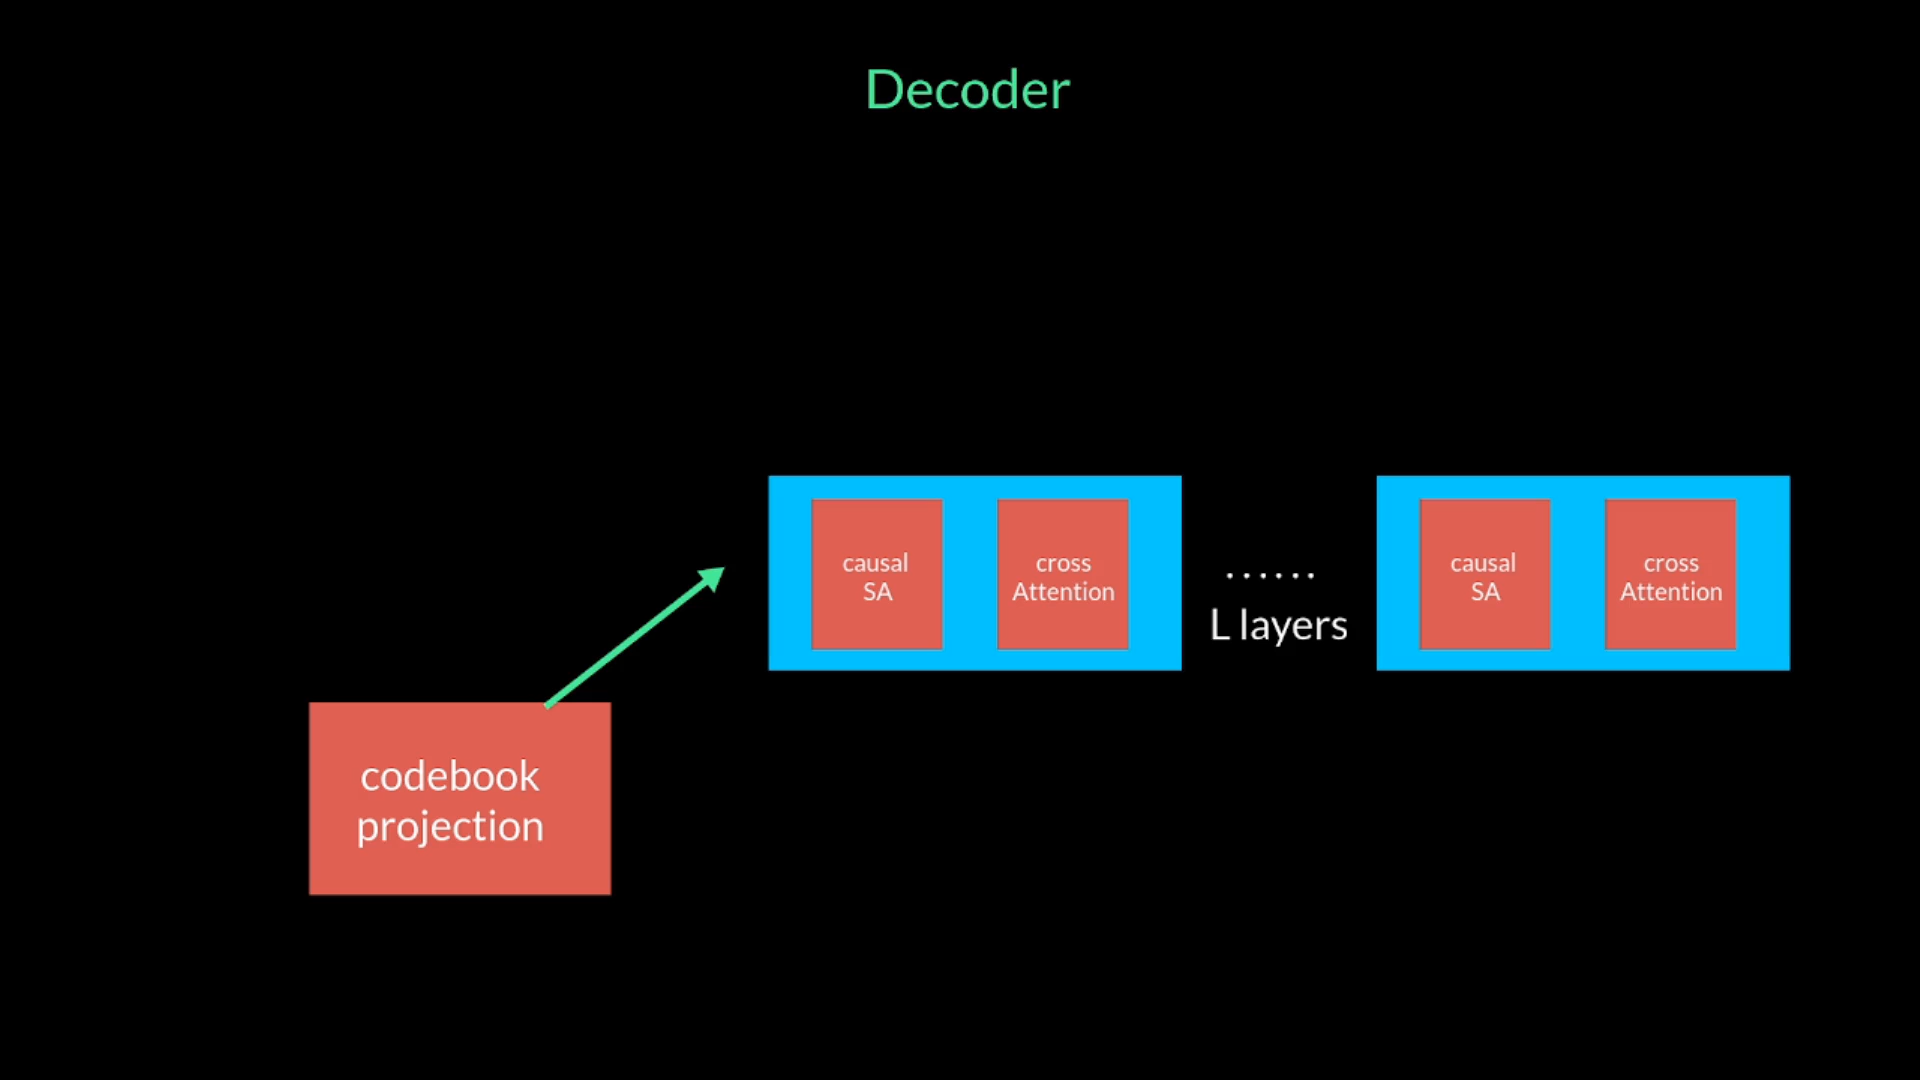 Decoder
causal
SA
cross
Attention
......
L layers
causal
SA
cross
Attention
codebook
projection